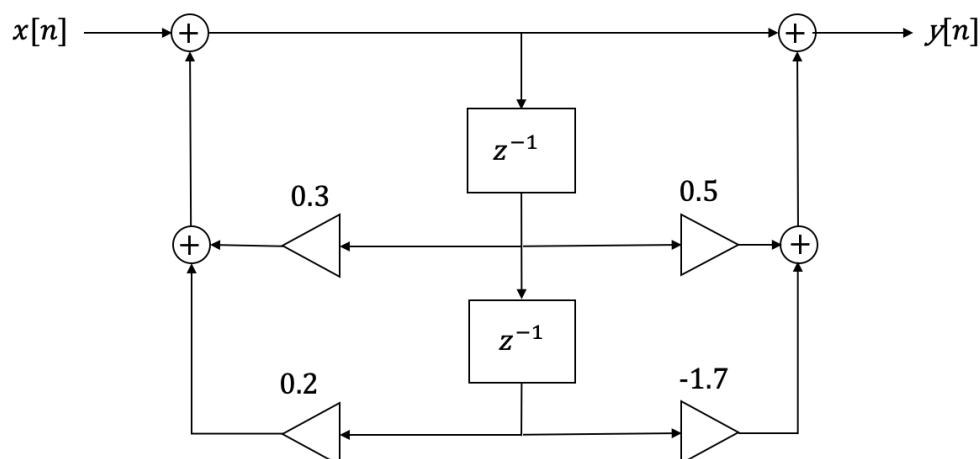 x[n] + + y[n]
z⁻¹
0.3 0.5
+ +
z⁻¹
0.2 -1.7